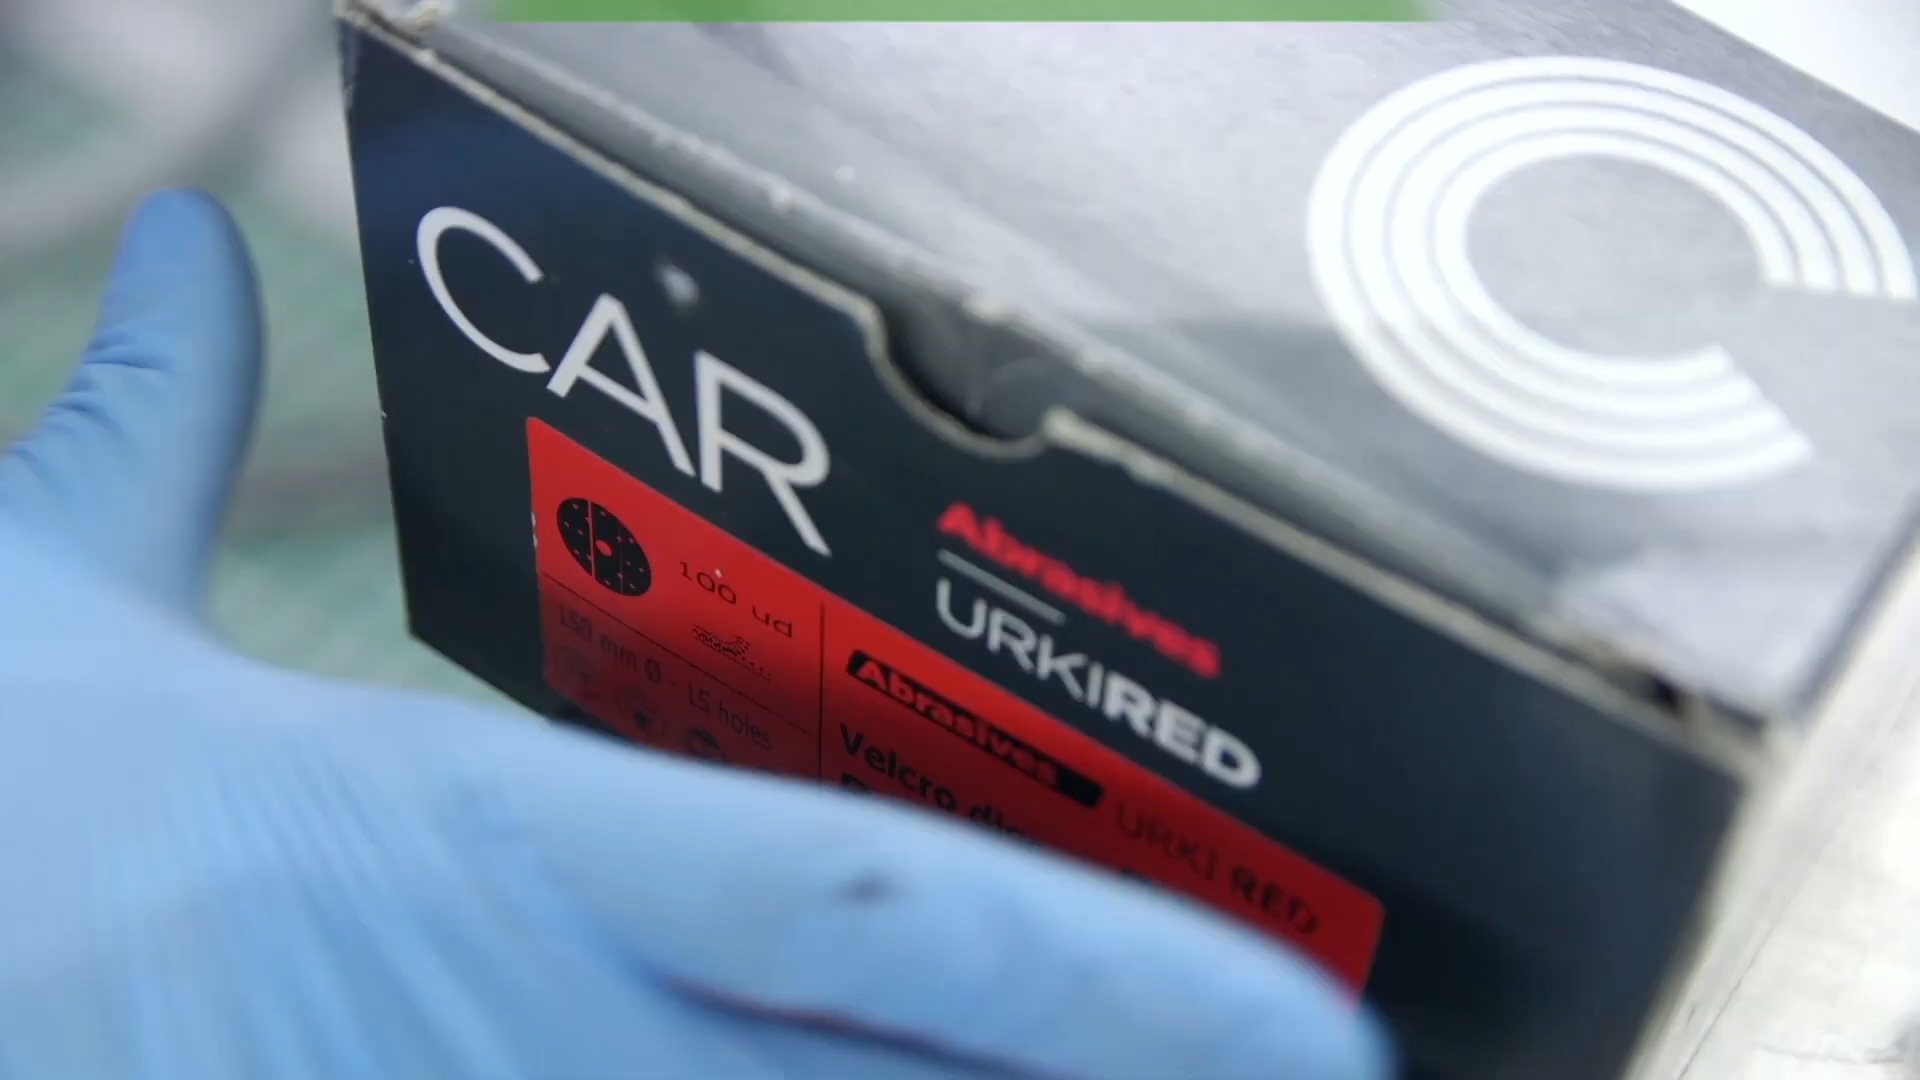 C
CAR
Abrasives
URKIRED
100 ud
150 mm Ø - 15 holes
Abrasives
URKI RED
Velcro